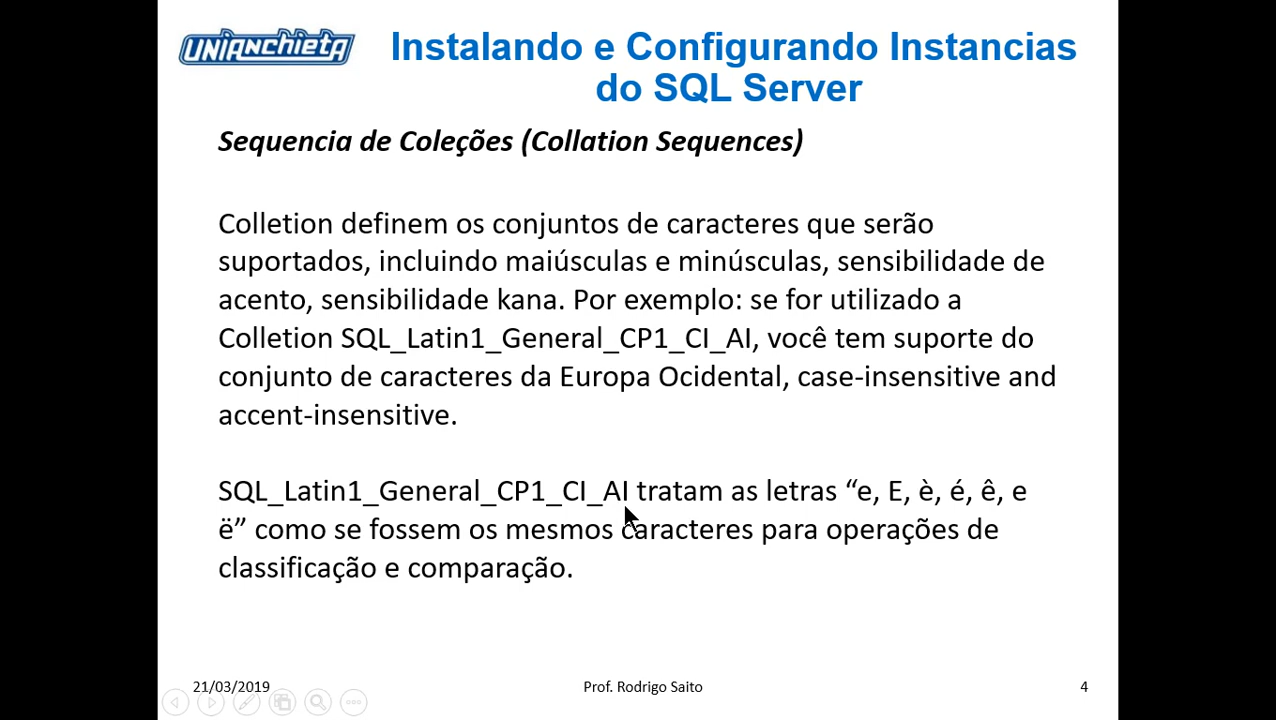 UNIANCHIETA
Instalando e Configurando Instancias
do SQL Server
Sequencia de Coleções (Collation Sequences)
Colletion definem os conjuntos de caracteres que serão
suportados, incluindo maiúsculas e minúsculas, sensibilidade de
acento, sensibilidade kana. Por exemplo: se for utilizado a
Colletion SQL_Latin1_General_CP1_CI_AI, você tem suporte do
conjunto de caracteres da Europa Ocidental, case-insensitive and
accent-insensitive.
SQL_Latin1_General_CP1_CI_AI tratam as letras “e, E, è, é, ê, e
ë” como se fossem os mesmos caracteres para operações de
classificação e comparação.
21/03/2019 Prof. Rodrigo Saito 4